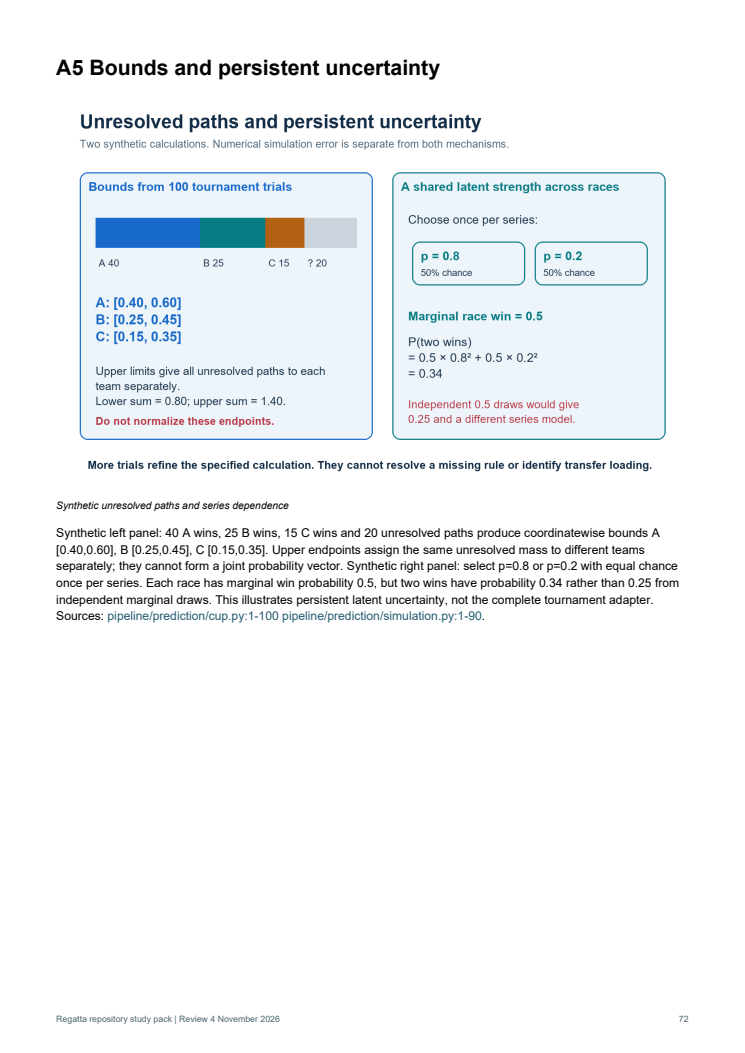 A5 Bounds and persistent uncertainty
Unresolved paths and persistent uncertainty
Two synthetic calculations. Numerical simulation error is separate from both mechanisms.
Bounds from 100 tournament trials
A 40
B 25
C 15
? 20
A: [0.40, 0.60]
B: [0.25, 0.45]
C: [0.15, 0.35]
Upper limits give all unresolved paths to each
team separately.
Lower sum = 0.80; upper sum = 1.40.
Do not normalize these endpoints.
A shared latent strength across races
Choose once per series:
p = 0.8
50% chance
p = 0.2
50% chance
Marginal race win = 0.5
P(two wins)
= 0.5 × 0.8² + 0.5 × 0.2²
= 0.34
Independent 0.5 draws would give
0.25 and a different series model.
More trials refine the specified calculation. They cannot resolve a missing rule or identify transfer loading.
Synthetic unresolved paths and series dependence
Synthetic left panel: 40 A wins, 25 B wins, 15 C wins and 20 unresolved paths produce coordinatewise bounds A
[0.40,0.60], B [0.25,0.45], C [0.15,0.35]. Upper endpoints assign the same unresolved mass to different teams
separately; they cannot form a joint probability vector. Synthetic right panel: select p=0.8 or p=0.2 with equal chance
once per series. Each race has marginal win probability 0.5, but two wins have probability 0.34 rather than 0.25 from
independent marginal draws. This illustrates persistent latent uncertainty, not the complete tournament adapter.
Sources: pipeline/prediction/cup.py:1-100 pipeline/prediction/simulation.py:1-90.
Regatta repository study pack | Review 4 November 2026
72